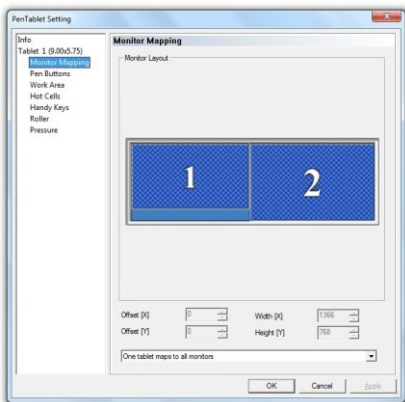 PenTablet Setting
Info
Tablet 1 (9.00x5.75)
Monitor Mapping
Pen Buttons
Work Area
Hot Cells
Handy Keys
Roller
Pressure
Monitor Mapping
Monitor Layout
1 2
Offset [X] 0 Width [X] 1366
Offset [Y] 0 Height [Y] 768
One tablet maps to all monitors
OK Cancel Apply